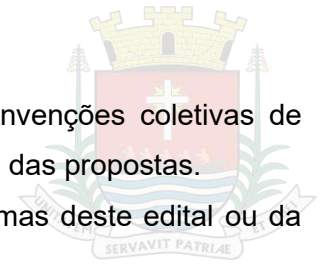 nvenções coletivas de
das propostas.
mas deste edital ou da
SERVAVIT PATRIAE